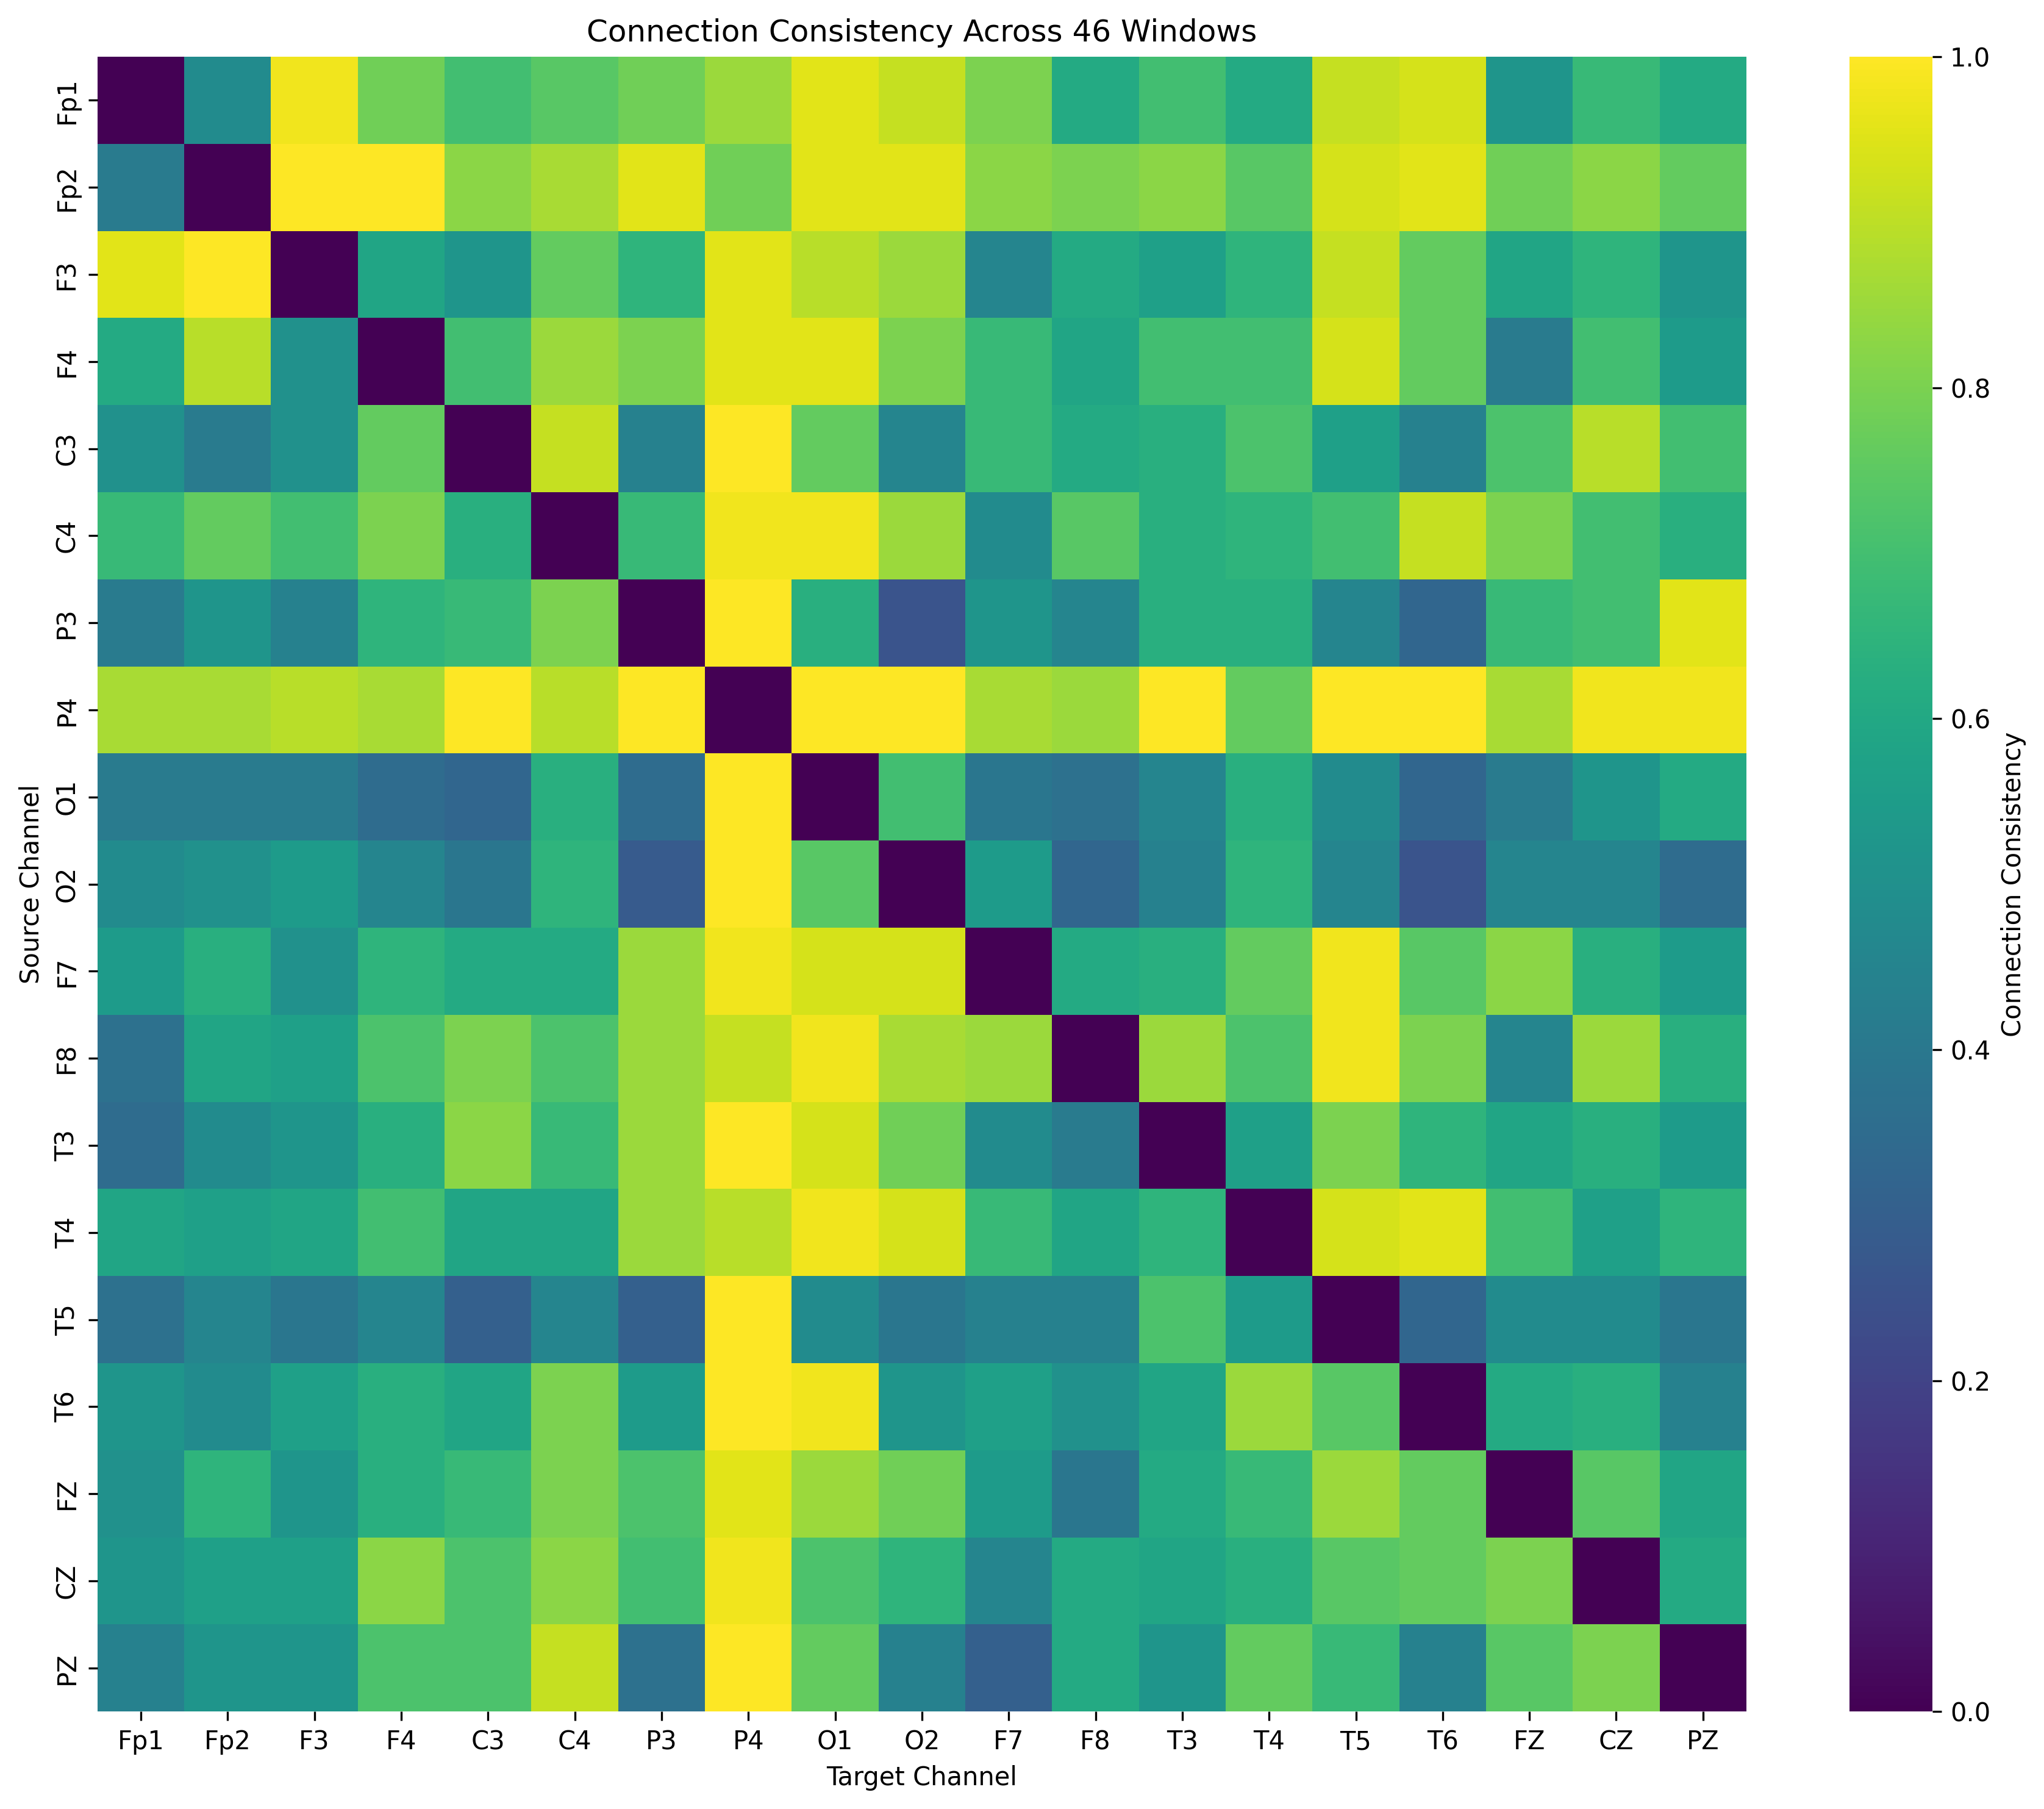 Connection Consistency Across 46 Windows
Source Channel
Fp1
Fp2
F3
F4
C3
C4
P3
P4
O1
O2
F7
F8
T3
T4
T5
T6
FZ
CZ
PZ
Fp1 Fp2 F3 F4 C3 C4 P3 P4 O1 O2 F7 F8 T3 T4 T5 T6 FZ CZ PZ
Target Channel
1.0
0.8
0.6
0.4
0.2
0.0
Connection Consistency